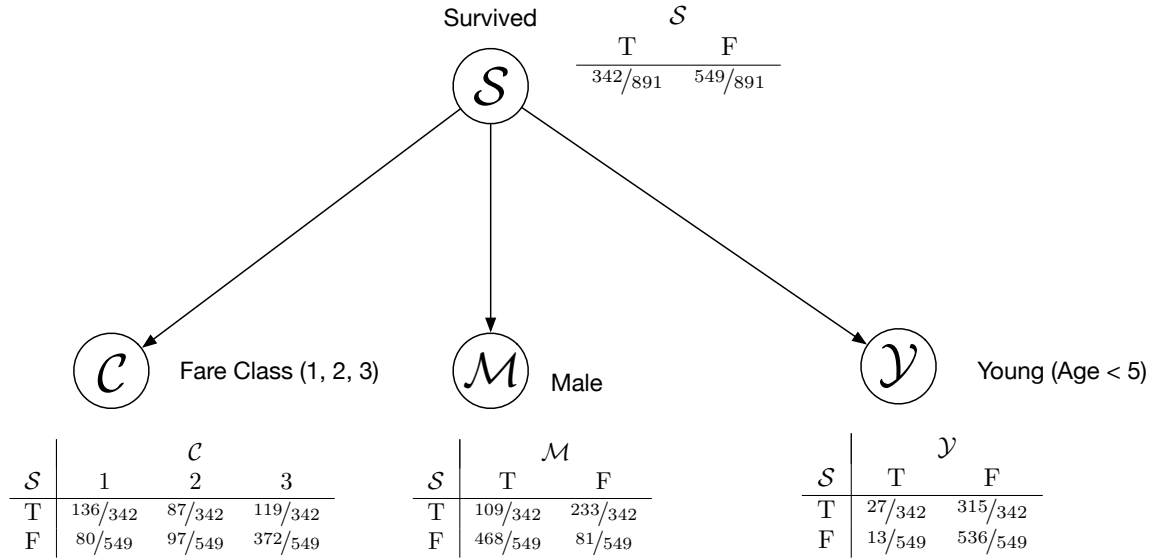 Survived
𝒮
T F
342/891 549/891
𝒮
𝒞
Fare Class (1, 2, 3)
ℳ
Male
𝒴
Young (Age < 5)
𝒞
𝒮 1 2 3
T 136/342 87/342 119/342
F 80/549 97/549 372/549
ℳ
𝒮 T F
T 109/342 233/342
F 468/549 81/549
𝒴
𝒮 T F
T 27/342 315/342
F 13/549 536/549